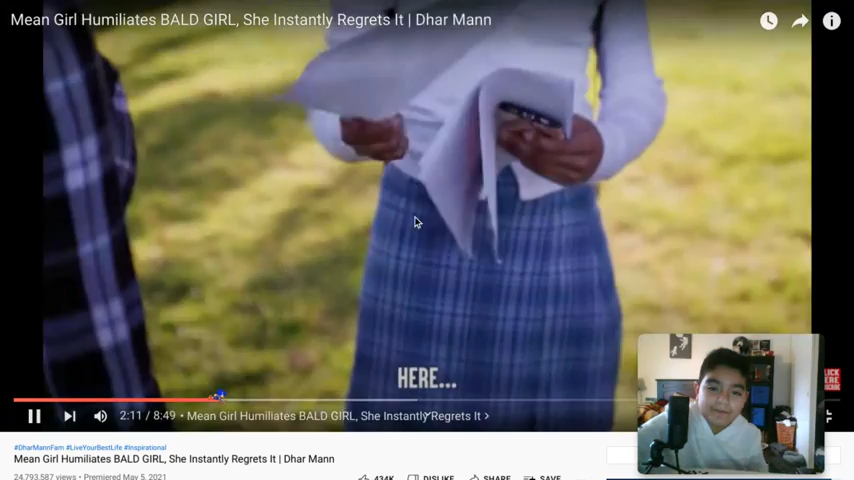 Mean Girl Humiliates BALD GIRL, She Instantly Regrets It | Dhar Mann
HERE...
2:11 / 8:49 • Mean Girl Humiliates BALD GIRL, She Instantly Regrets It >
#DharMannFam #LiveYourBestLife #Inspirational
Mean Girl Humiliates BALD GIRL, She Instantly Regrets It | Dhar Mann
24,793,587 views • Premiered May 5, 2021
434K DISLIKE SHARE SAVE